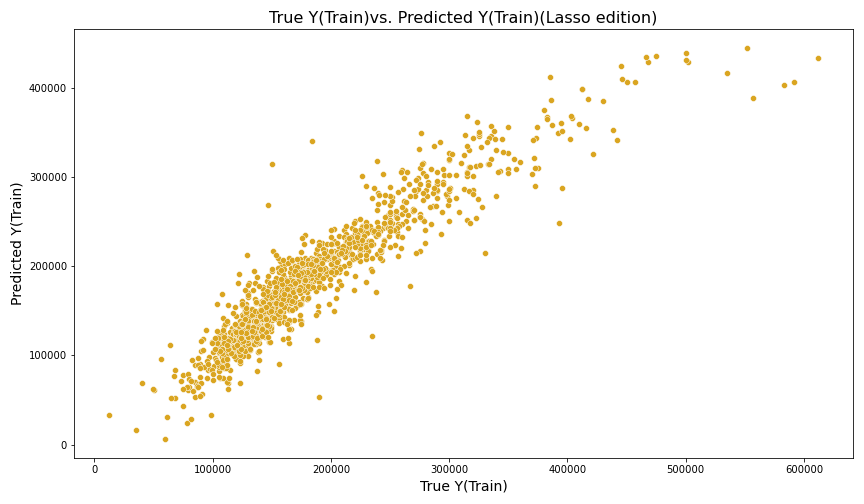 True Y(Train)vs. Predicted Y(Train)(Lasso edition)
Predicted Y(Train)
400000
300000
200000
100000
0
0 100000 200000 300000 400000 500000 600000
True Y(Train)